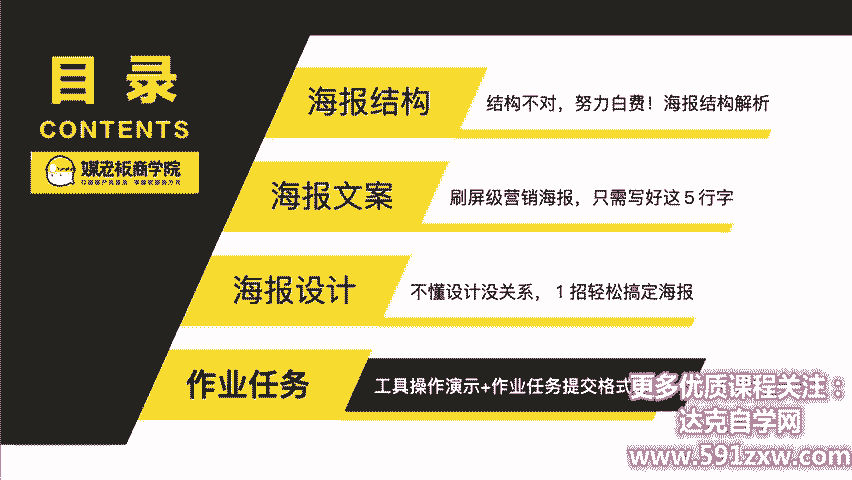 目录
CONTENTS
媒老板商学院
海报结构
结构不对，努力白费！海报结构解析
海报文案
刷屏级营销海报，只需写好这5行字
海报设计
不懂设计没关系，1招轻松搞定海报
作业任务
工具操作演示+作业任务提交格式
更多优质课程关注：
达克自学网
www.591zxw.com